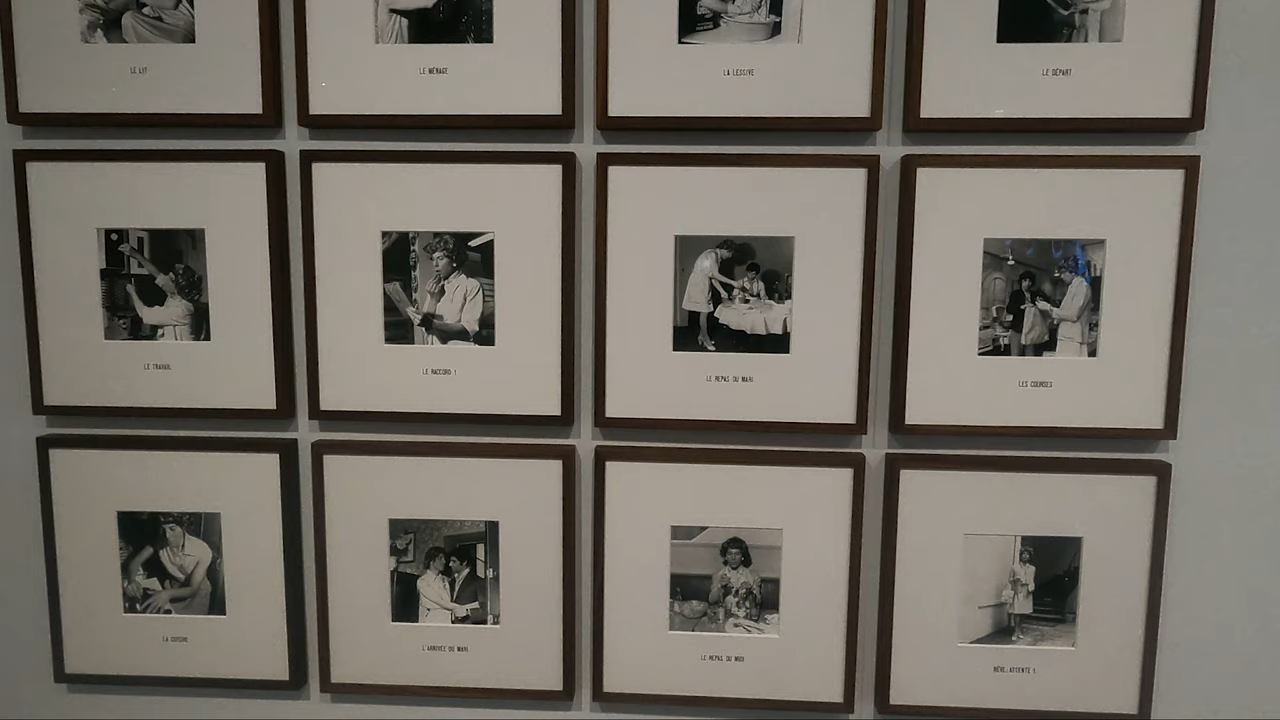 LE LIT
LE MÉNAGE
LA LESSIVE
LE DÉPART
LE TRAVAIL
LE RACCORD 1
LE REPAS DU MARI
LES COURSES
LA CUISINE
L'ARRIVÉE DU MARI
LE REPAS DU MIDI
RÊVE: ATTENTE 1